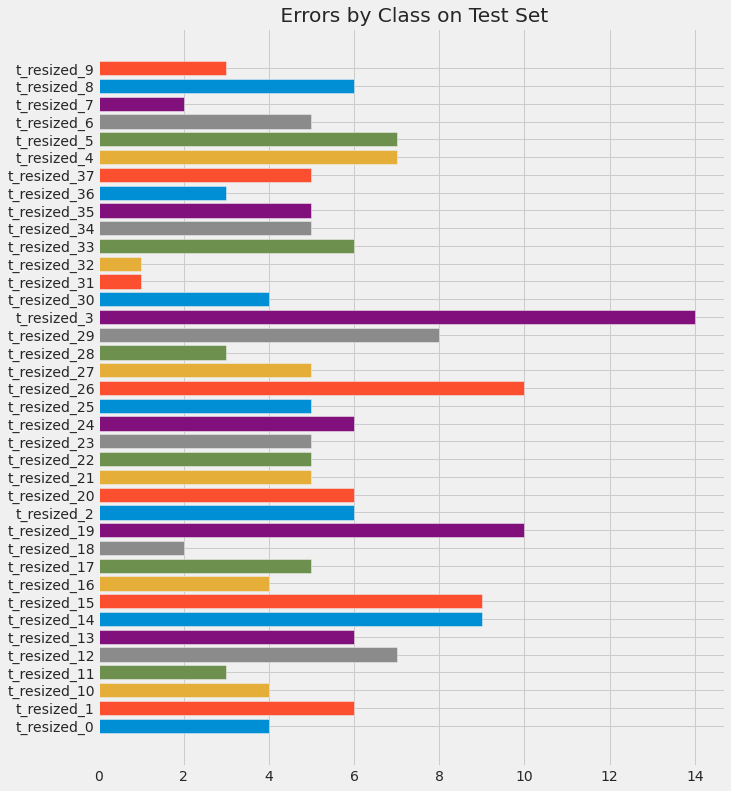 Errors by Class on Test Set
t_resized_9
t_resized_8
t_resized_7
t_resized_6
t_resized_5
t_resized_4
t_resized_37
t_resized_36
t_resized_35
t_resized_34
t_resized_33
t_resized_32
t_resized_31
t_resized_30
t_resized_3
t_resized_29
t_resized_28
t_resized_27
t_resized_26
t_resized_25
t_resized_24
t_resized_23
t_resized_22
t_resized_21
t_resized_20
t_resized_2
t_resized_19
t_resized_18
t_resized_17
t_resized_16
t_resized_15
t_resized_14
t_resized_13
t_resized_12
t_resized_11
t_resized_10
t_resized_1
t_resized_0
0 2 4 6 8 10 12 14